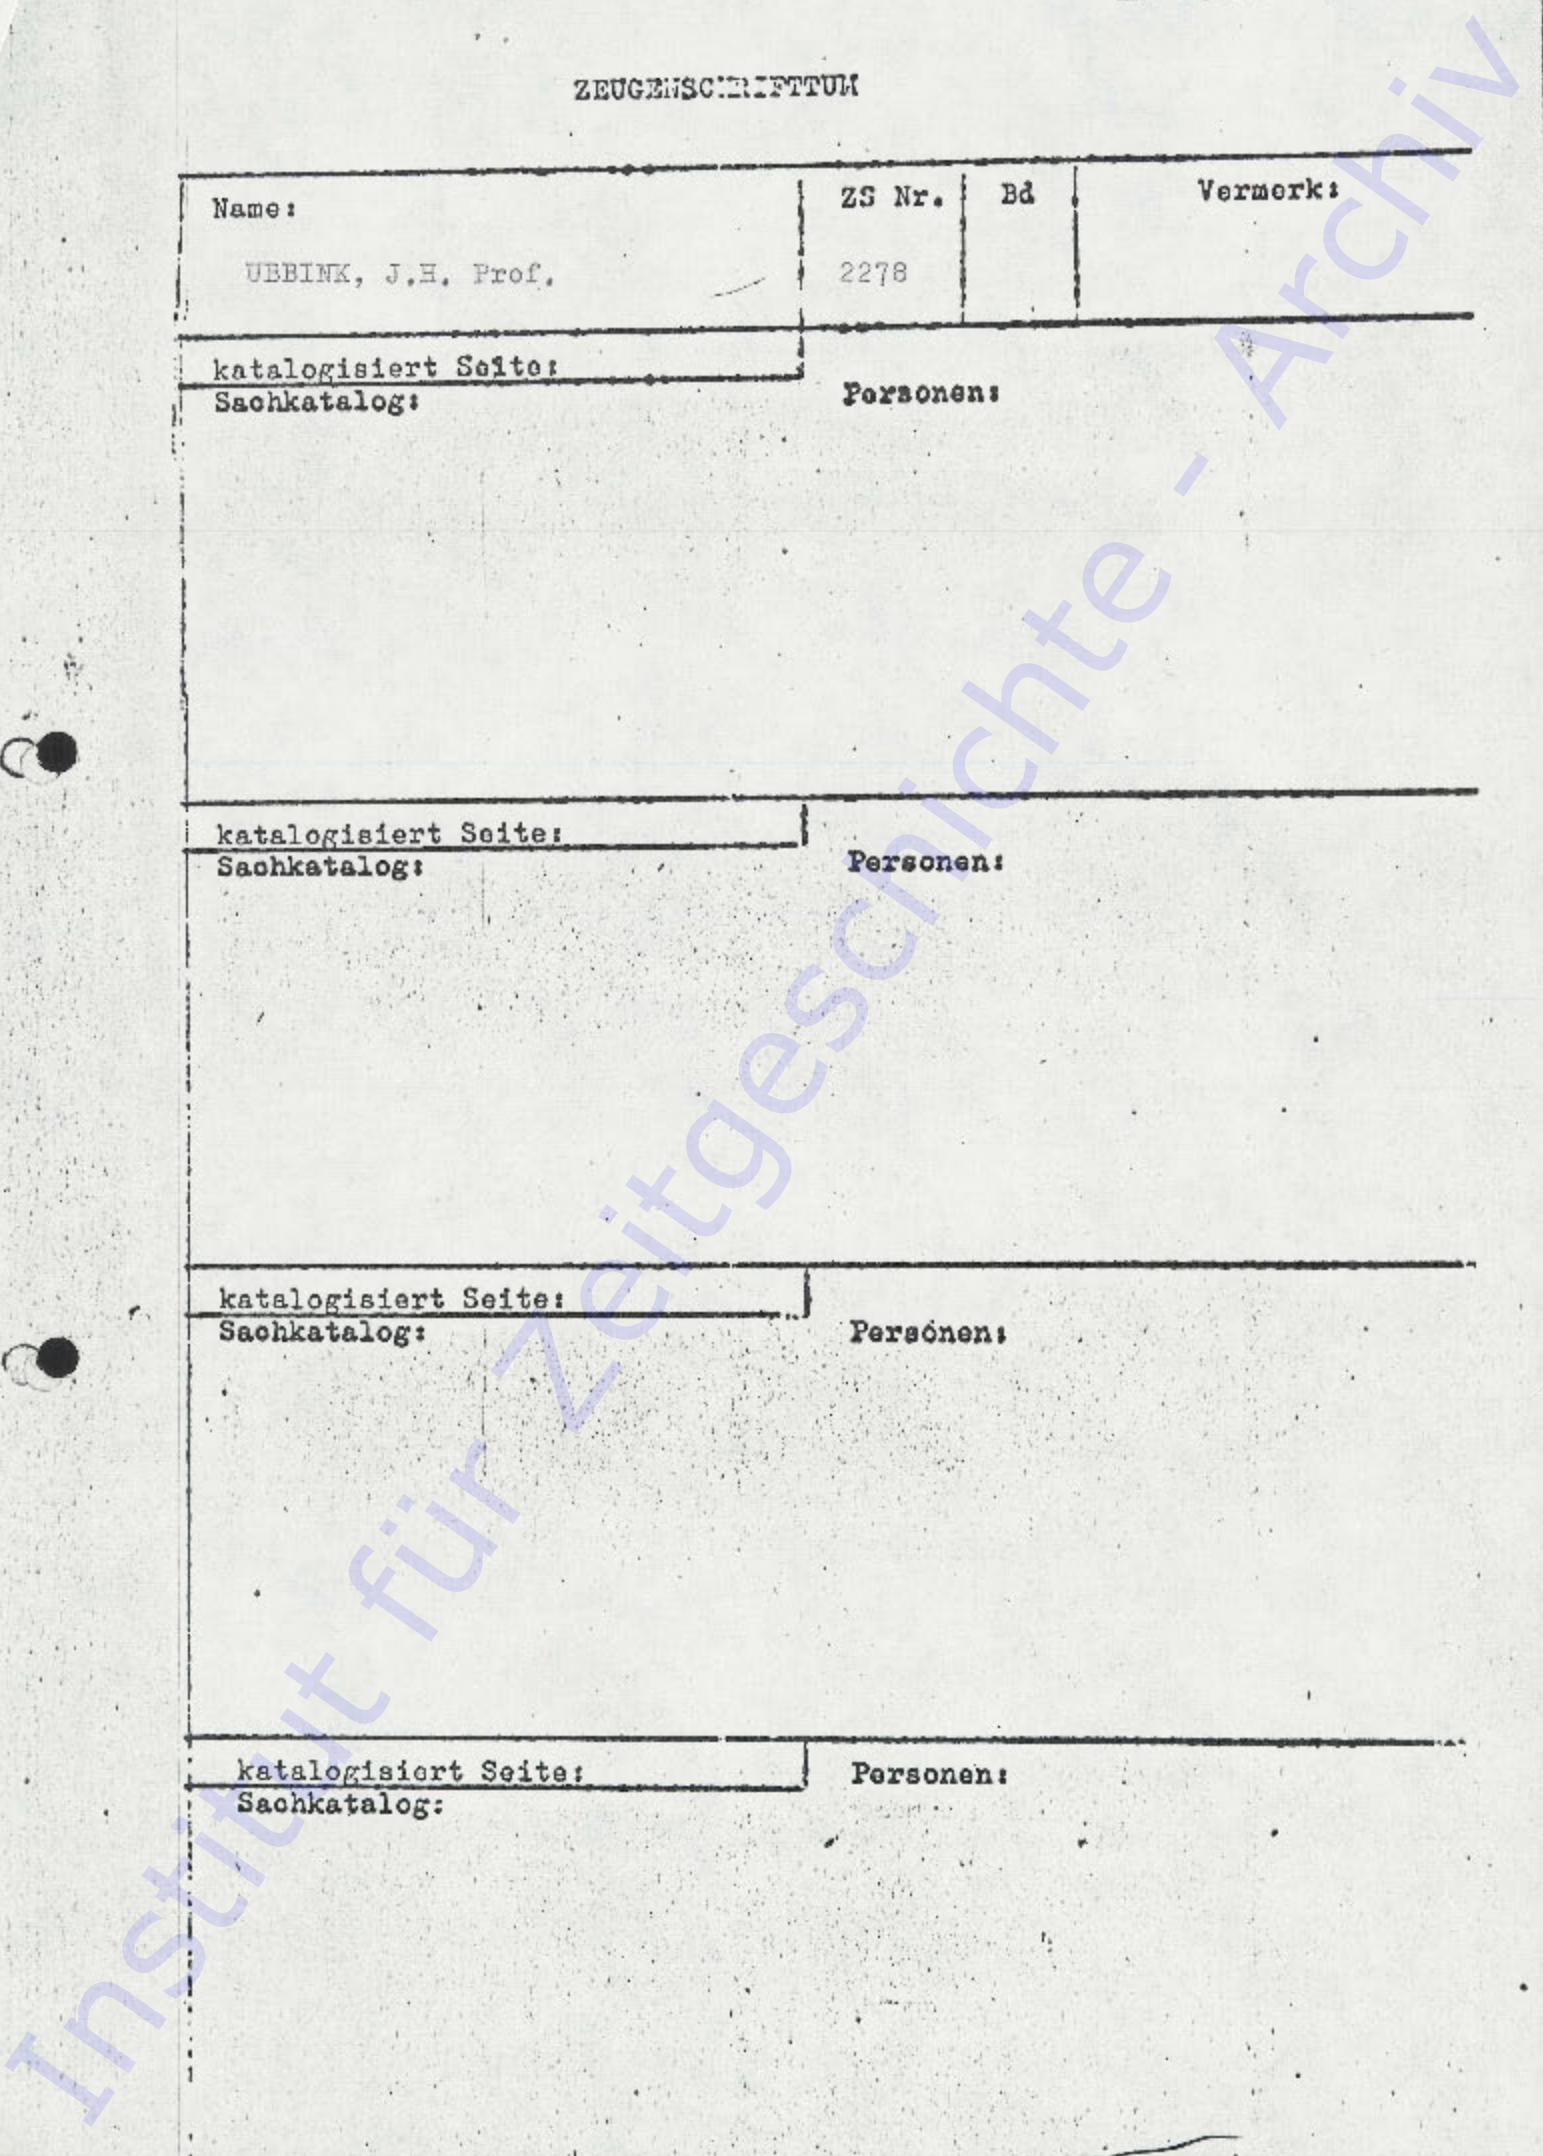 ZEUGENSCHRIFTTUM
Name: ZS Nr. Bd Vermerk:
UBBINK, J.H. Prof. 2278
katalogisiert Seite:
Sachkatalog: Personen:
katalogisiert Seite:
Sachkatalog: Personen:
katalogisiert Seite:
Sachkatalog: Personen:
katalogisiert Seite: Personen:
Sachkatalog:
Institut für Zeitgeschichte - Archiv